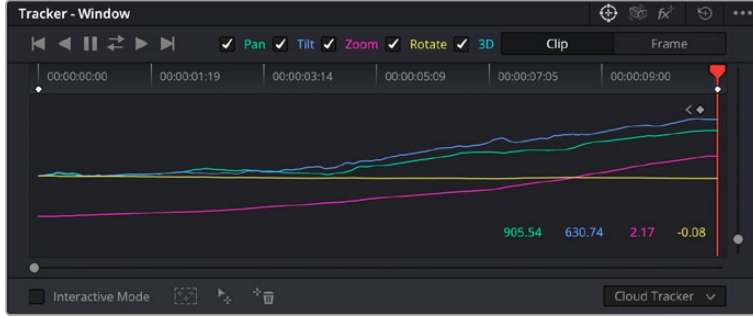 Tracker - Window
Pan Tilt Zoom Rotate 3D Clip Frame
00:00:00:00 00:00:01:19 00:00:03:14 00:00:05:09 00:00:07:05 00:00:09:00
905.54 630.74 2.17 -0.08
Interactive Mode Cloud Tracker